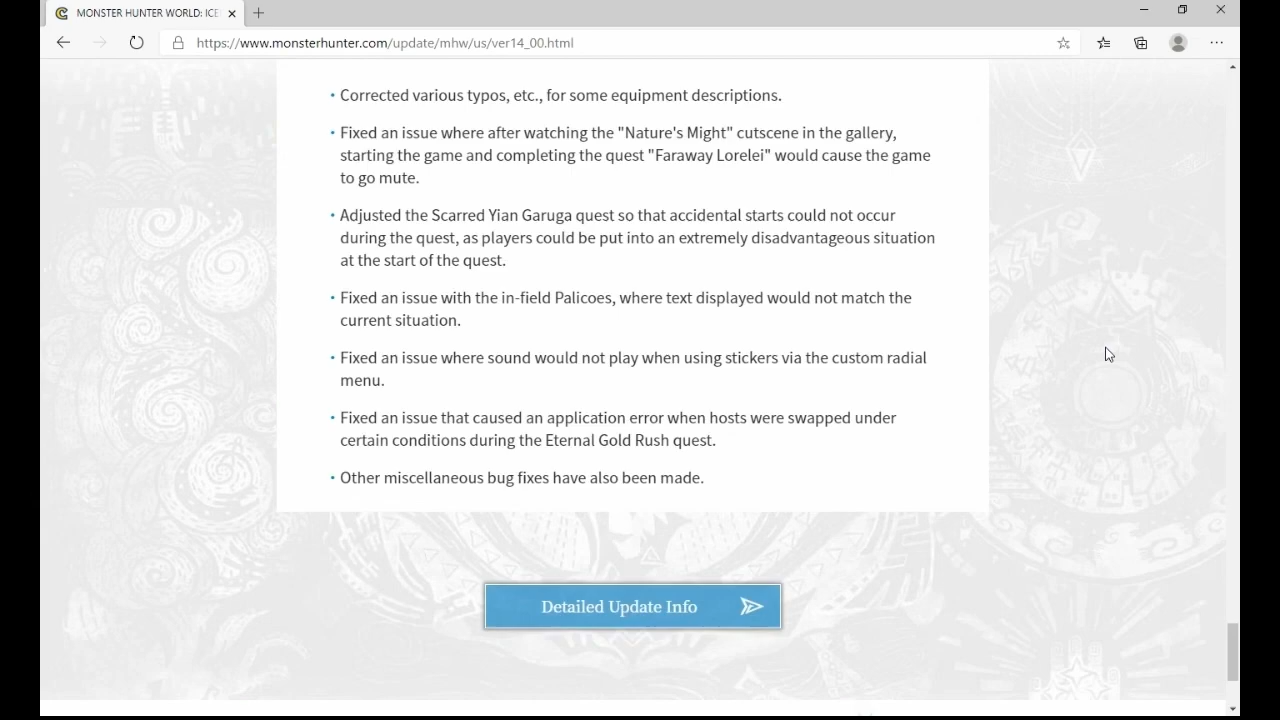 MONSTER HUNTER WORLD: ICE
https://www.monsterhunter.com/update/mhw/us/ver14_00.html
• Corrected various typos, etc., for some equipment descriptions.
• Fixed an issue where after watching the "Nature's Might" cutscene in the gallery,
starting the game and completing the quest "Faraway Lorelei" would cause the game
to go mute.
• Adjusted the Scarred Yian Garuga quest so that accidental starts could not occur
during the quest, as players could be put into an extremely disadvantageous situation
at the start of the quest.
• Fixed an issue with the in-field Palicoes, where text displayed would not match the
current situation.
• Fixed an issue where sound would not play when using stickers via the custom radial
menu.
• Fixed an issue that caused an application error when hosts were swapped under
certain conditions during the Eternal Gold Rush quest.
• Other miscellaneous bug fixes have also been made.
Detailed Update Info